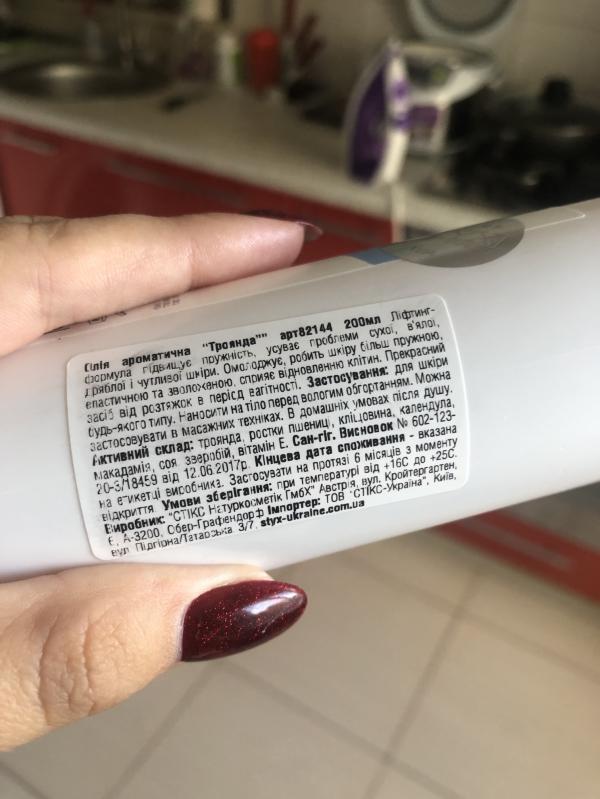 Олія ароматична "Троянда"" арт82144 200мл Ліфтинг-
формула підвищує пружність, усуває проблеми сухої, в'ялої,
дряблої і чутливої шкіри. Омолоджує, робить шкіру більш пружною,
еластичною та зволоженою, сприяє відновленню клітин. Прекрасний
засіб від розтяжок в період вагітності. Застосування: для шкіри
будь-якого типу. Наносити на тіло перед вологим обгортанням. Можна
застосовувати в масажних техніках. В домашніх умовах після душу.
Активний склад: троянда, ростки пшениці, кліщовина, календула,
макадамія, соя, звєробій, вітамін Е. Сан-гіг. Висновок № 602-123-
20-3/18459 від 12.06.2017р. Кінцева дата споживання - вказана
на етикетці виробника. Застосувати на протязі 6 місяців з моменту
відкриття. Умови зберігання: при температурі від +16С до +25С.
Виробник: "СТІКС Натуркосметік ГмбХ" Австрія, вул. Кройтергартен,
6, А-3200, Обер-Графендорф Імпортер: ТОВ "СТІКС-Україна", Київ,
вул Підгірна/Татарська, 3/7, styx-ukraine.com.ua